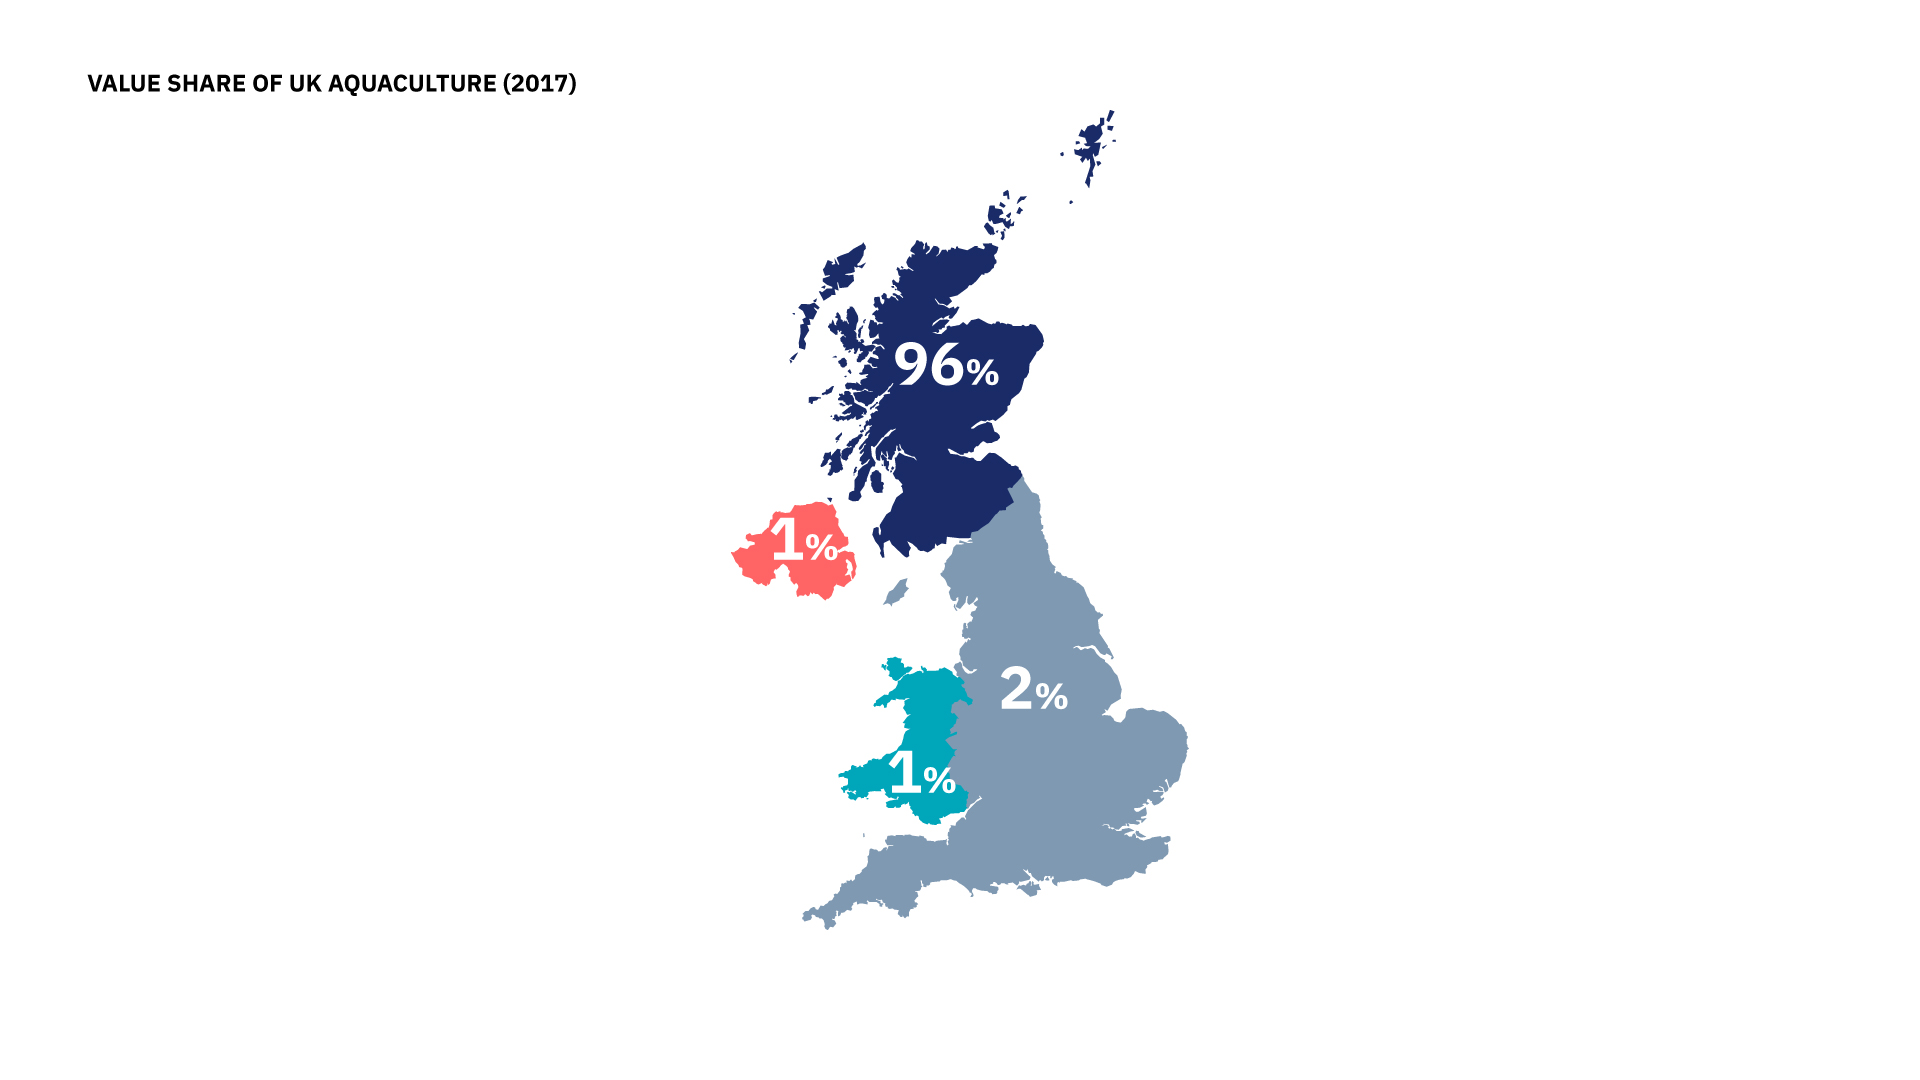 VALUE SHARE OF UK AQUACULTURE (2017)
96%
1%
2%
1%